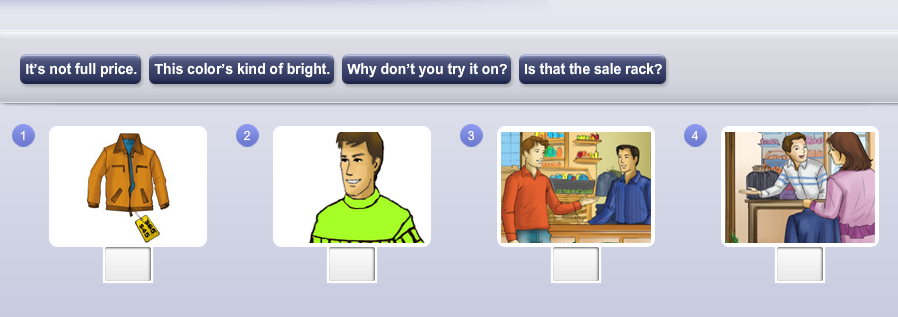 It's not full price. This color's kind of bright. Why don't you try it on? Is that the sale rack?
1 2 3 4